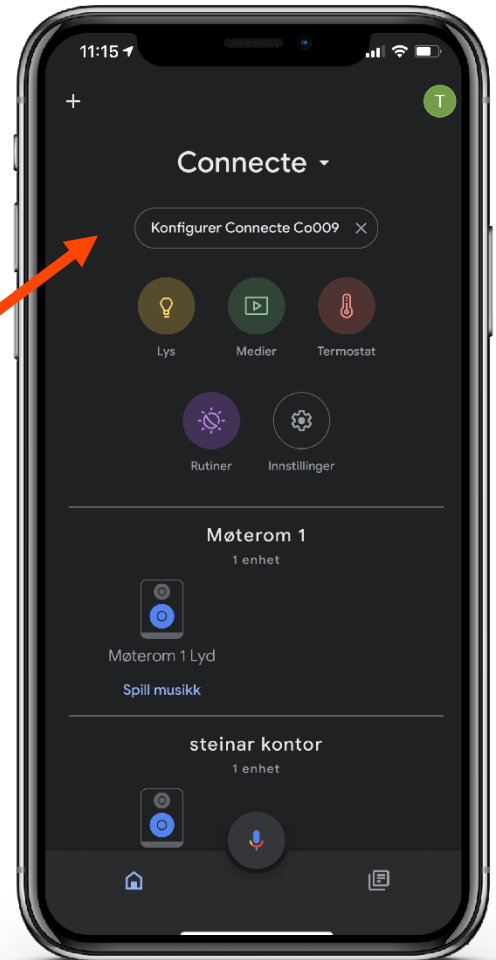 11:15
T
Connecte
Konfigurer Connecte Co009
Lys
Medier
Termostat
Rutiner
Innstillinger
Møterom 1
1 enhet
Møterom 1 Lyd
Spill musikk
steinar kontor
1 enhet